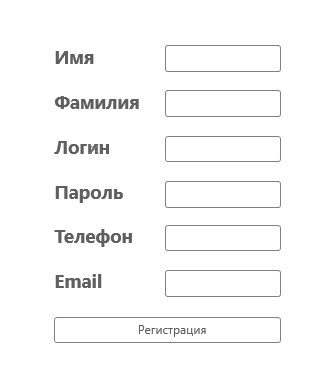 Имя
Фамилия
Логин
Пароль
Телефон
Email
Регистрация